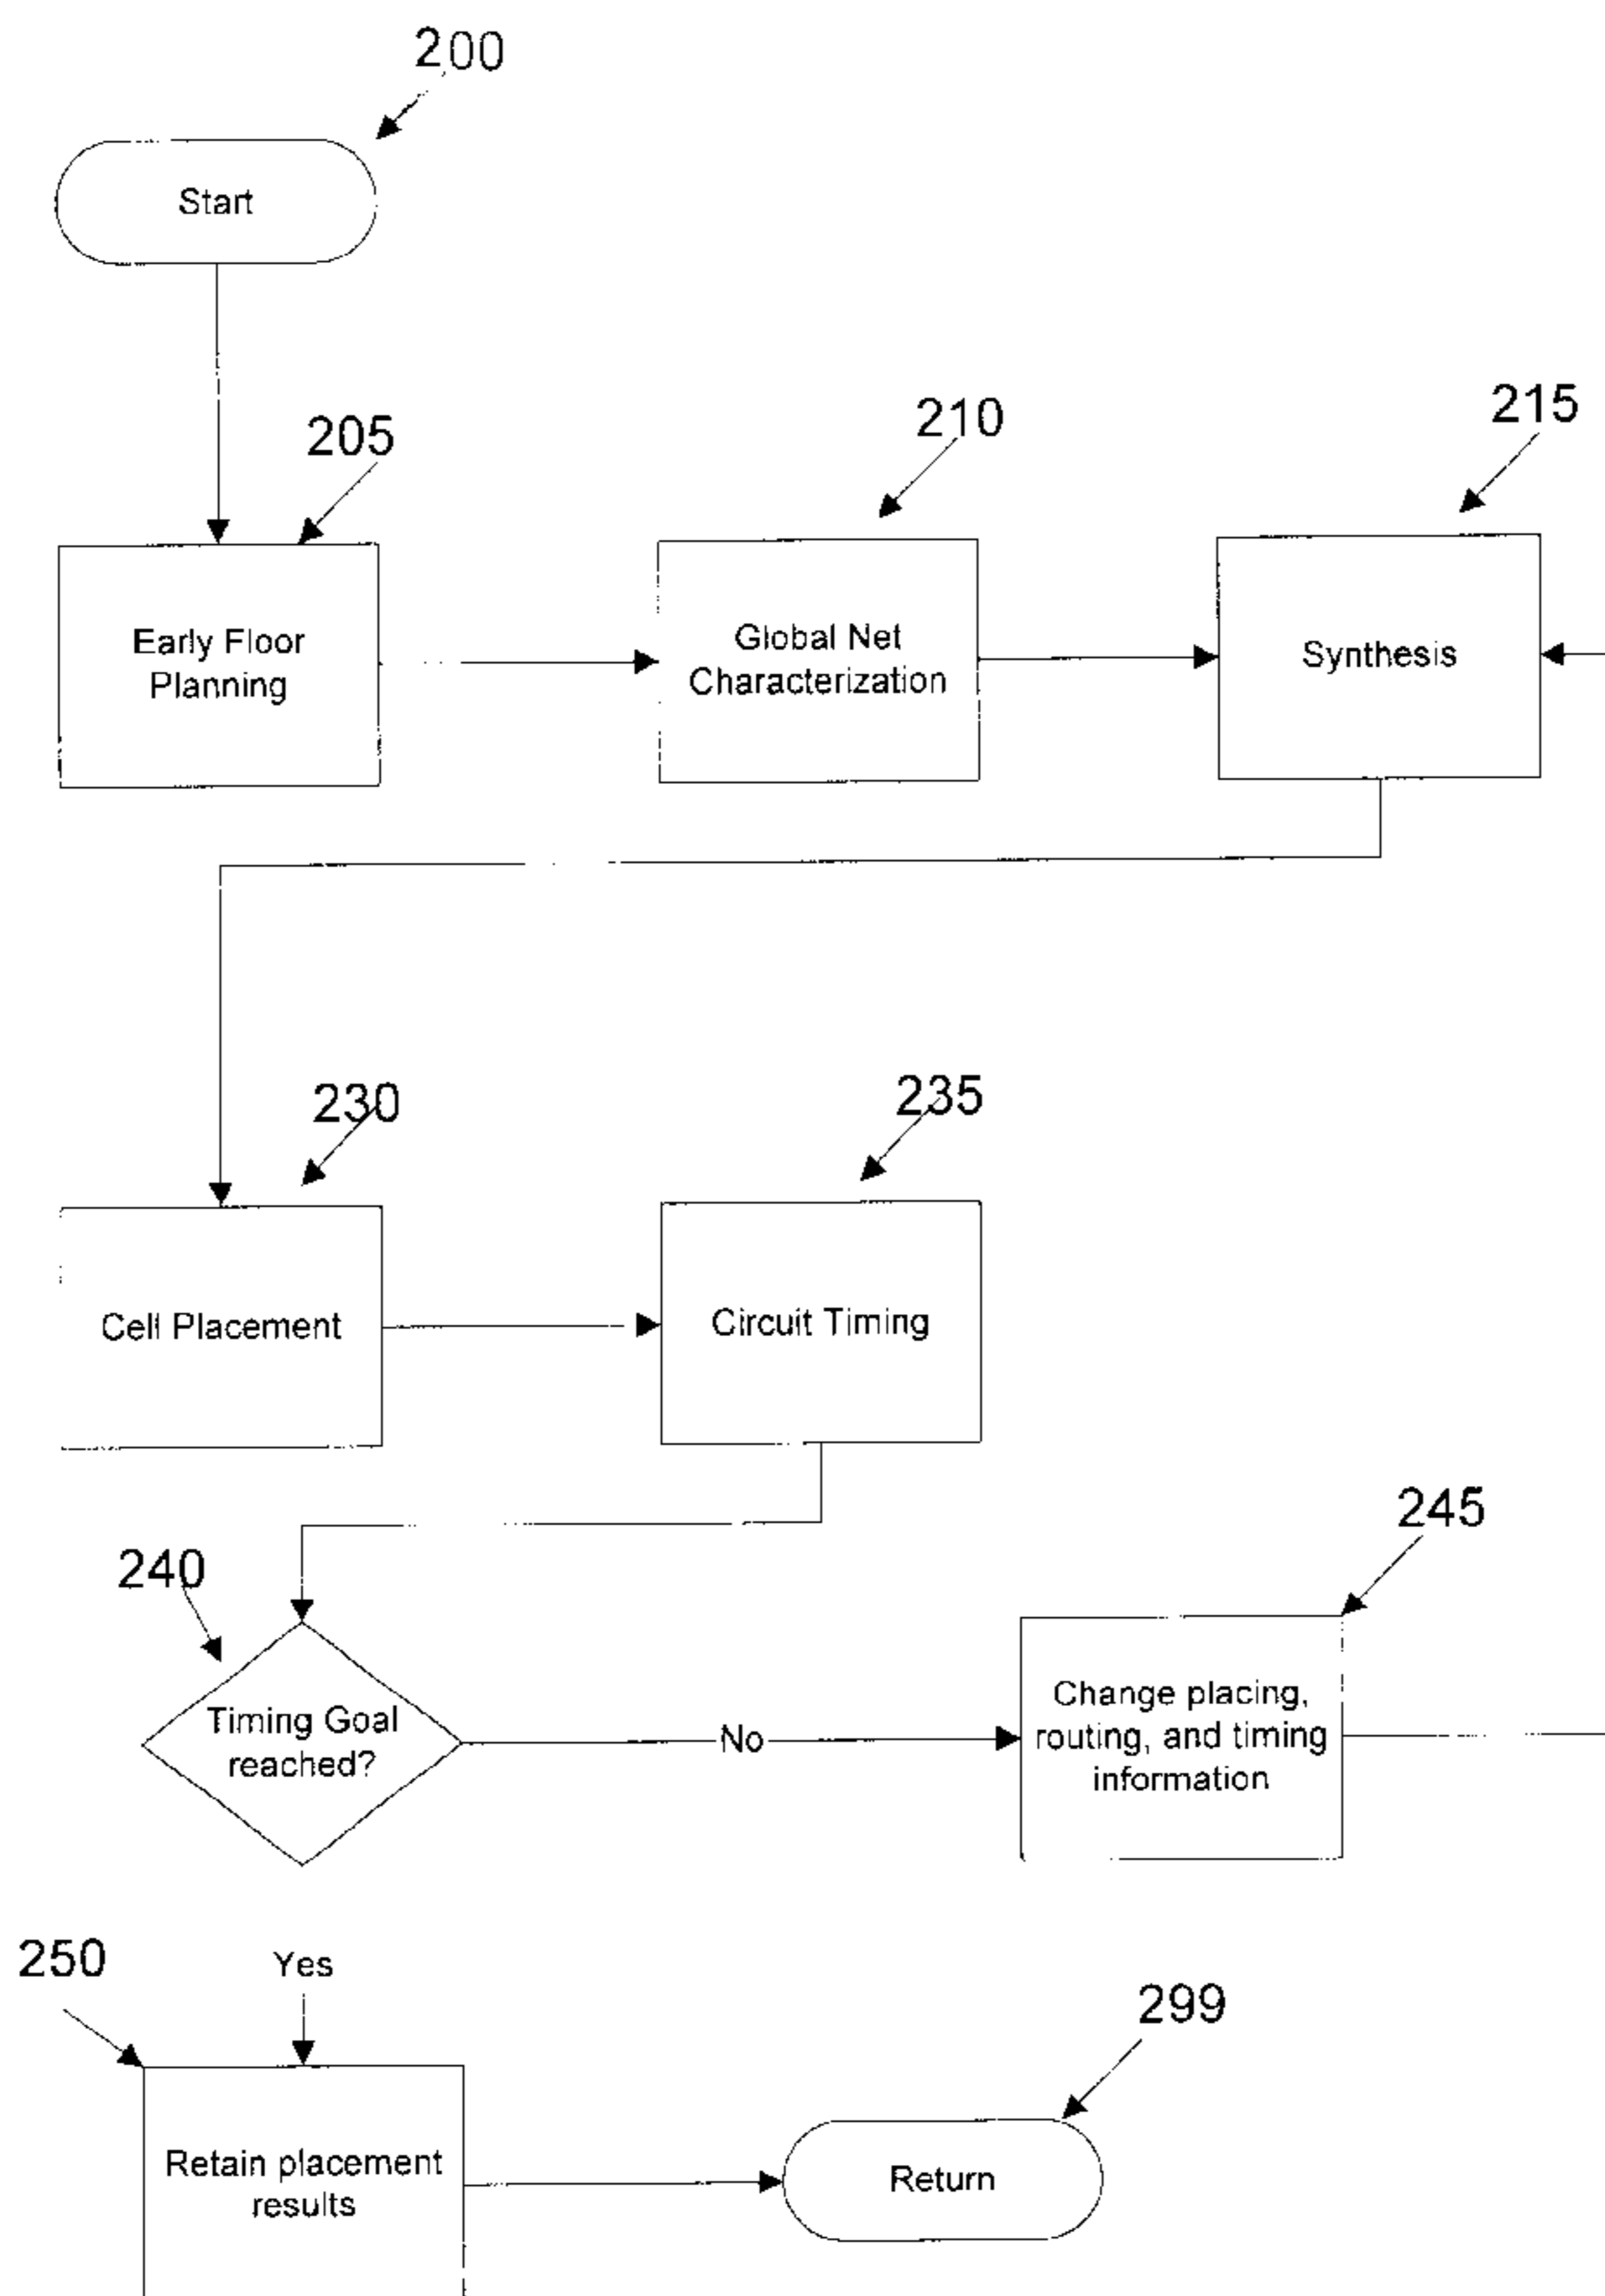 200
Start
205
210
215
Early Floor
Planning
Global Net
Characterization
Synthesis
230
235
Cell Placement
Circuit Timing
240
245
Timing Goal
reached?
No
Change placing,
routing, and timing
information
250
Yes
299
Retain placement
results
Return